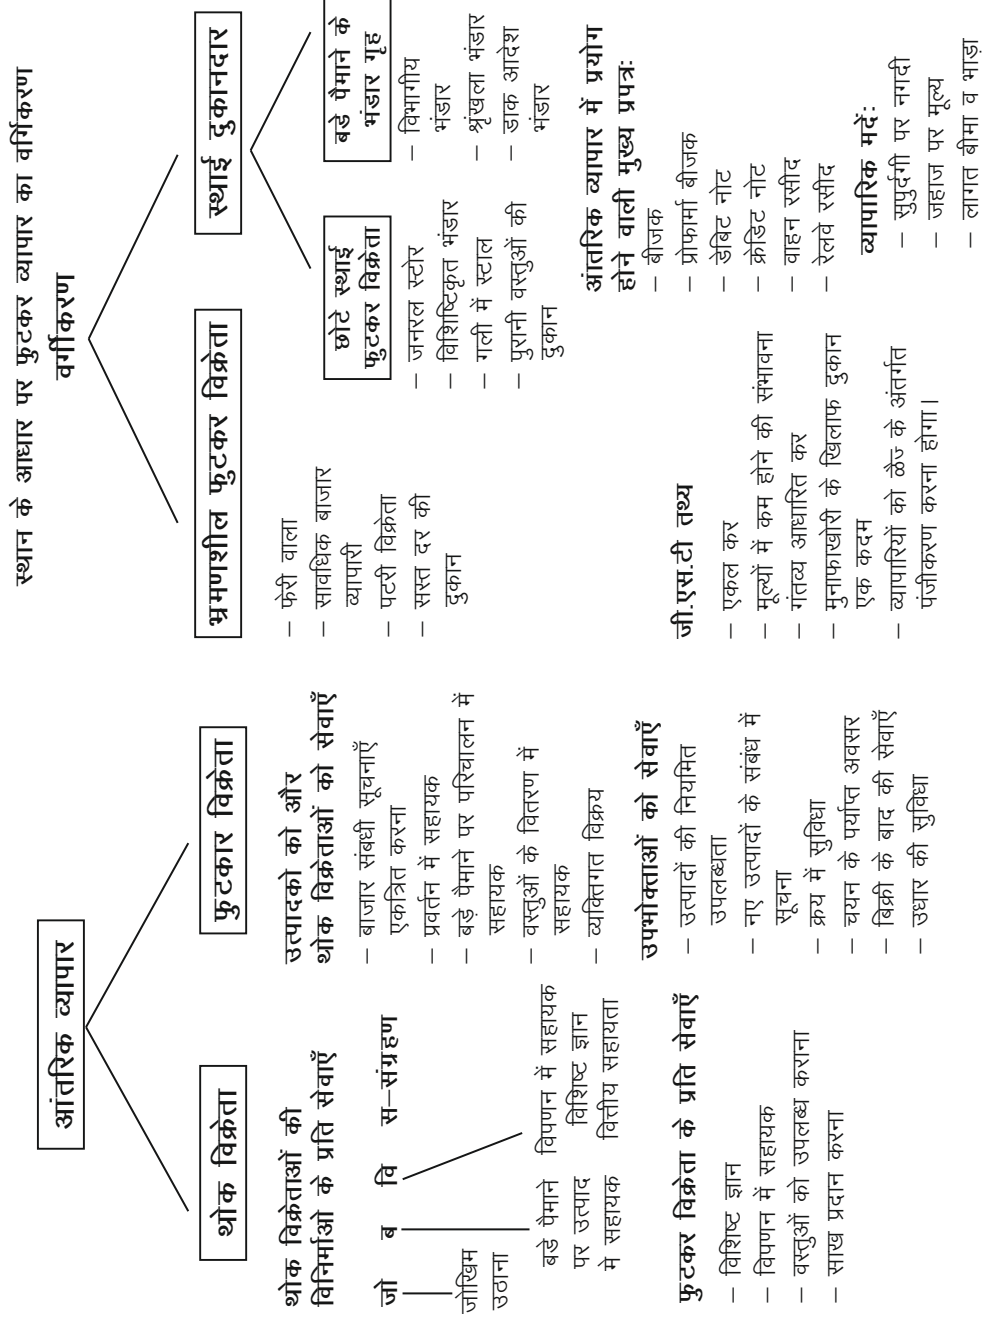 आंतरिक व्यापार
थोक विक्रेता
थोक विक्रेताओं की
विनिर्माओ के प्रति सेवाएँ
जो ब वि स–संग्रहण
जोखिम
उठाना
बडे पैमाने
पर उत्पाद
मे सहायक
विपणन में सहायक
विशिष्ट ज्ञान
वित्तीय सहायता
फुटकर विक्रेता के प्रति सेवाएँ
– विशिष्ट ज्ञान
– विपणन में सहायक
– वस्तुओं को उपलब्ध कराना
– साख प्रदान करना
फुटकार विक्रेता
उत्पादको को और
थोक विक्रेताओं को सेवाएँ
– बाजार संबंधी सूचनाएँ
एकत्रित करना
– प्रवर्तन में सहायक
– बड़े पैमाने पर परिचालन में
सहायक
– वस्तुओं के वितरण में
सहायक
– व्यक्तिगत विक्रय
उपभोक्ताओं को सेवाएँ
– उत्पादों की नियमित
उपलब्धता
– नए उत्पादों के संबंध में
सूचना
– क्रय में सुविधा
– चयन के पर्याप्त अवसर
– बिक्री के बाद की सेवाएँ
– उधार की सुविधा
स्थान के आधार पर फुटकर व्यापार का वर्गिकरण
वर्गीकरण
भ्रमणशील फुटकर विक्रेता
– फेरी वाला
– सावधिक बाजार
व्यापारी
– पटरी विक्रेता
– सस्त दर की
दुकान
स्थाई दुकानदार
छोटे स्थाई
फुटकर विक्रेता
– जनरल स्टोर
– विशिष्टिकृत भंडार
– गली में स्टाल
– पुरानी वस्तुओं की
दुकान
बडे पैमाने के
भंडार गृह
– विभागीय
भंडार
– श्रृंखला भंडार
– डाक आदेश
भंडार
जी.एस.टी तथ्य
– एकल कर
– मूल्यों में कम होने की संभावना
– गंतव्य आधारित कर
– मुनाफाखोरी के खिलाफ दुकान
एक कदम
– व्यापारियों को ळैज् के अंतर्गत
पंजीकरण करना होगा।
आंतरिक व्यापार में प्रयोग
होने वाली मुख्य प्रपत्र:
– बीजक
– प्रोफार्मा बीजक
– डेबिट नोट
– क्रेडिट नोट
– वाहन रसीद
– रेलवे रसीद
व्यापारिक मदें:
– सुपुर्दगी पर नगदी
– जहाज पर मूल्य
– लागत बीमा व भाड़ा